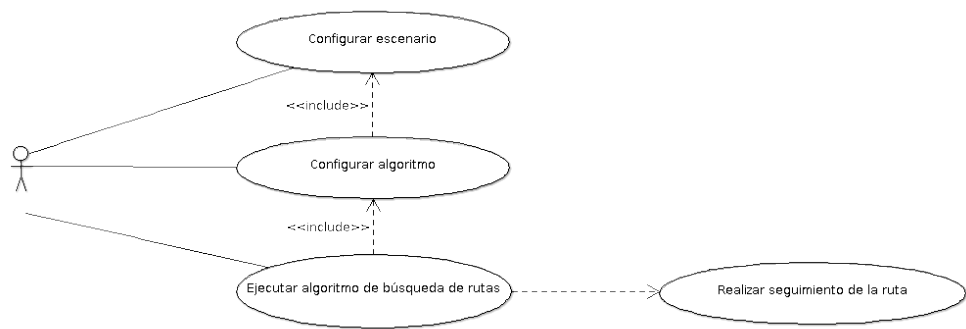 Configurar escenario
<<include>>
Configurar algoritmo
<<include>>
Ejecutar algoritmo de búsqueda de rutas
Realizar seguimiento de la ruta